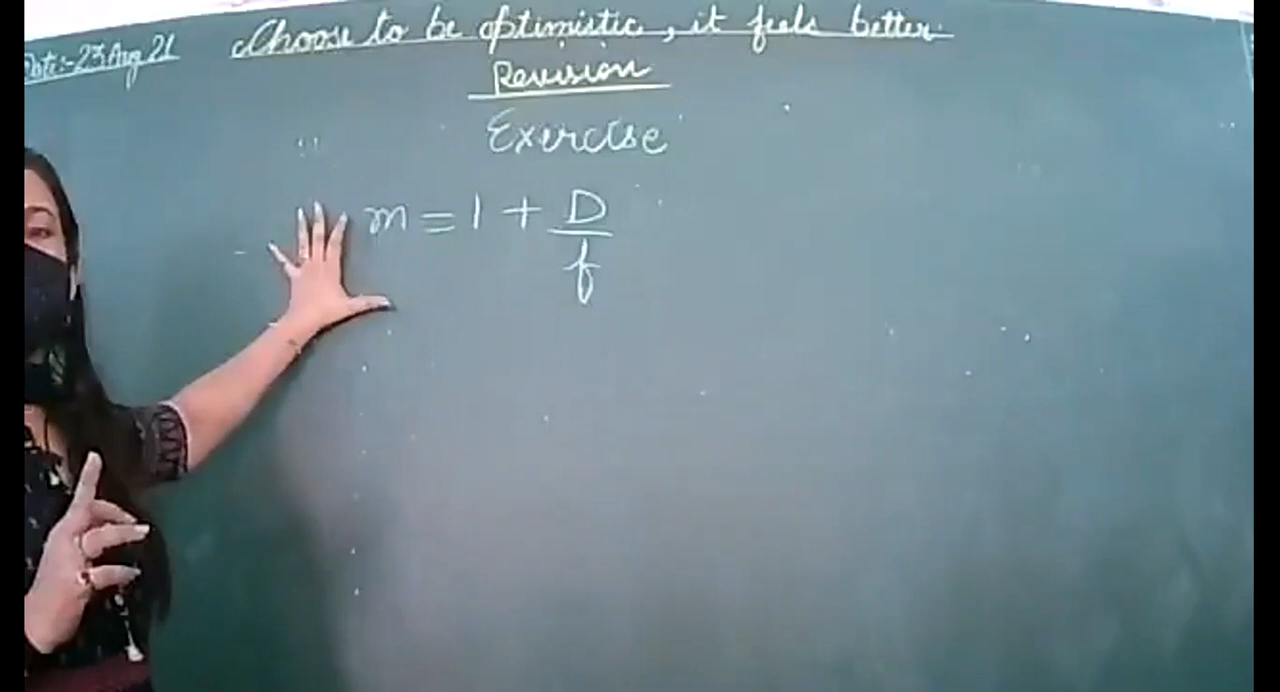 Date:-23 Aug 21
Choose to be optimistic, it feels better.
Revision
Exercise
m = 1 + D/f